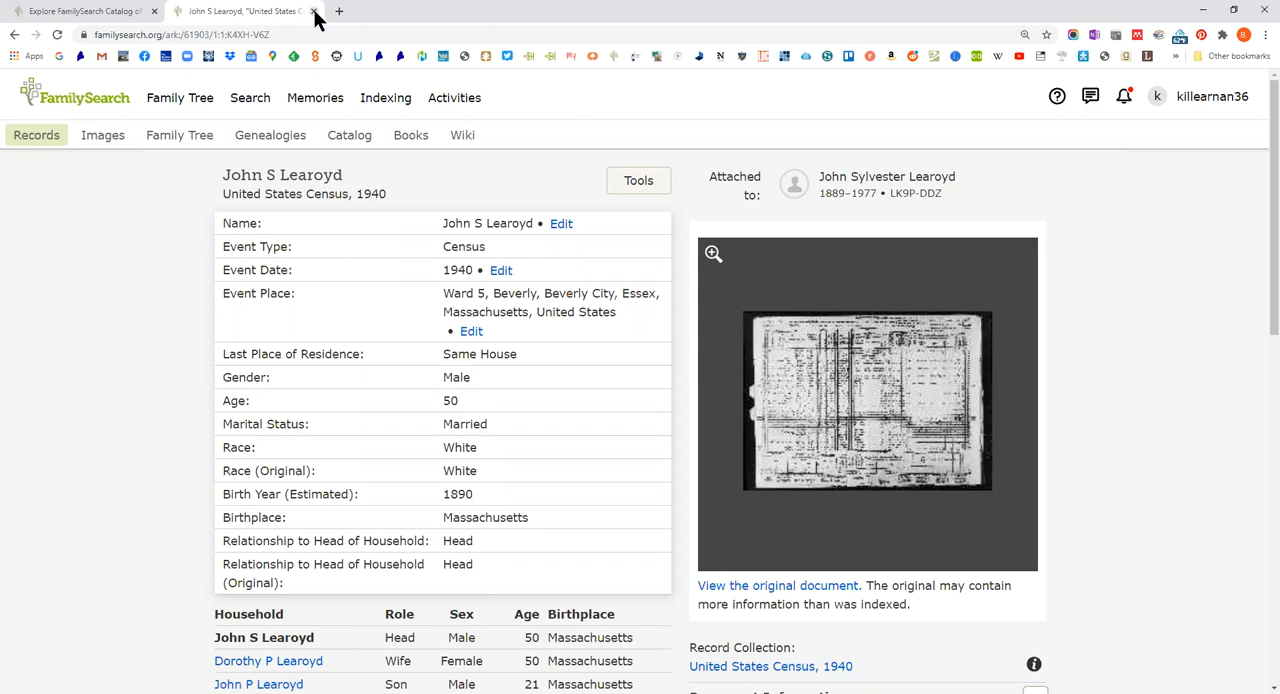 Explore FamilySearch Catalog of
John S Learoyd, "United States C
familysearch.org/ark:/61903/1:1:K4XH-V6Z
Apps
Other bookmarks
FamilySearch
Family Tree
Search
Memories
Indexing
Activities
killearnan36
Records
Images
Family Tree
Genealogies
Catalog
Books
Wiki
John S Learoyd
United States Census, 1940
Tools
Attached to:
John Sylvester Learoyd
1889–1977 • LK9P-DDZ
Name: John S Learoyd • Edit
Event Type: Census
Event Date: 1940 • Edit
Event Place: Ward 5, Beverly, Beverly City, Essex,
Massachusetts, United States
• Edit
Last Place of Residence: Same House
Gender: Male
Age: 50
Marital Status: Married
Race: White
Race (Original): White
Birth Year (Estimated): 1890
Birthplace: Massachusetts
Relationship to Head of Household: Head
Relationship to Head of Household Head
(Original):
Household Role Sex Age Birthplace
John S Learoyd Head Male 50 Massachusetts
Dorothy P Learoyd Wife Female 50 Massachusetts
John P Learoyd Son Male 21 Massachusetts
View the original document. The original may contain
more information than was indexed.
Record Collection:
United States Census, 1940